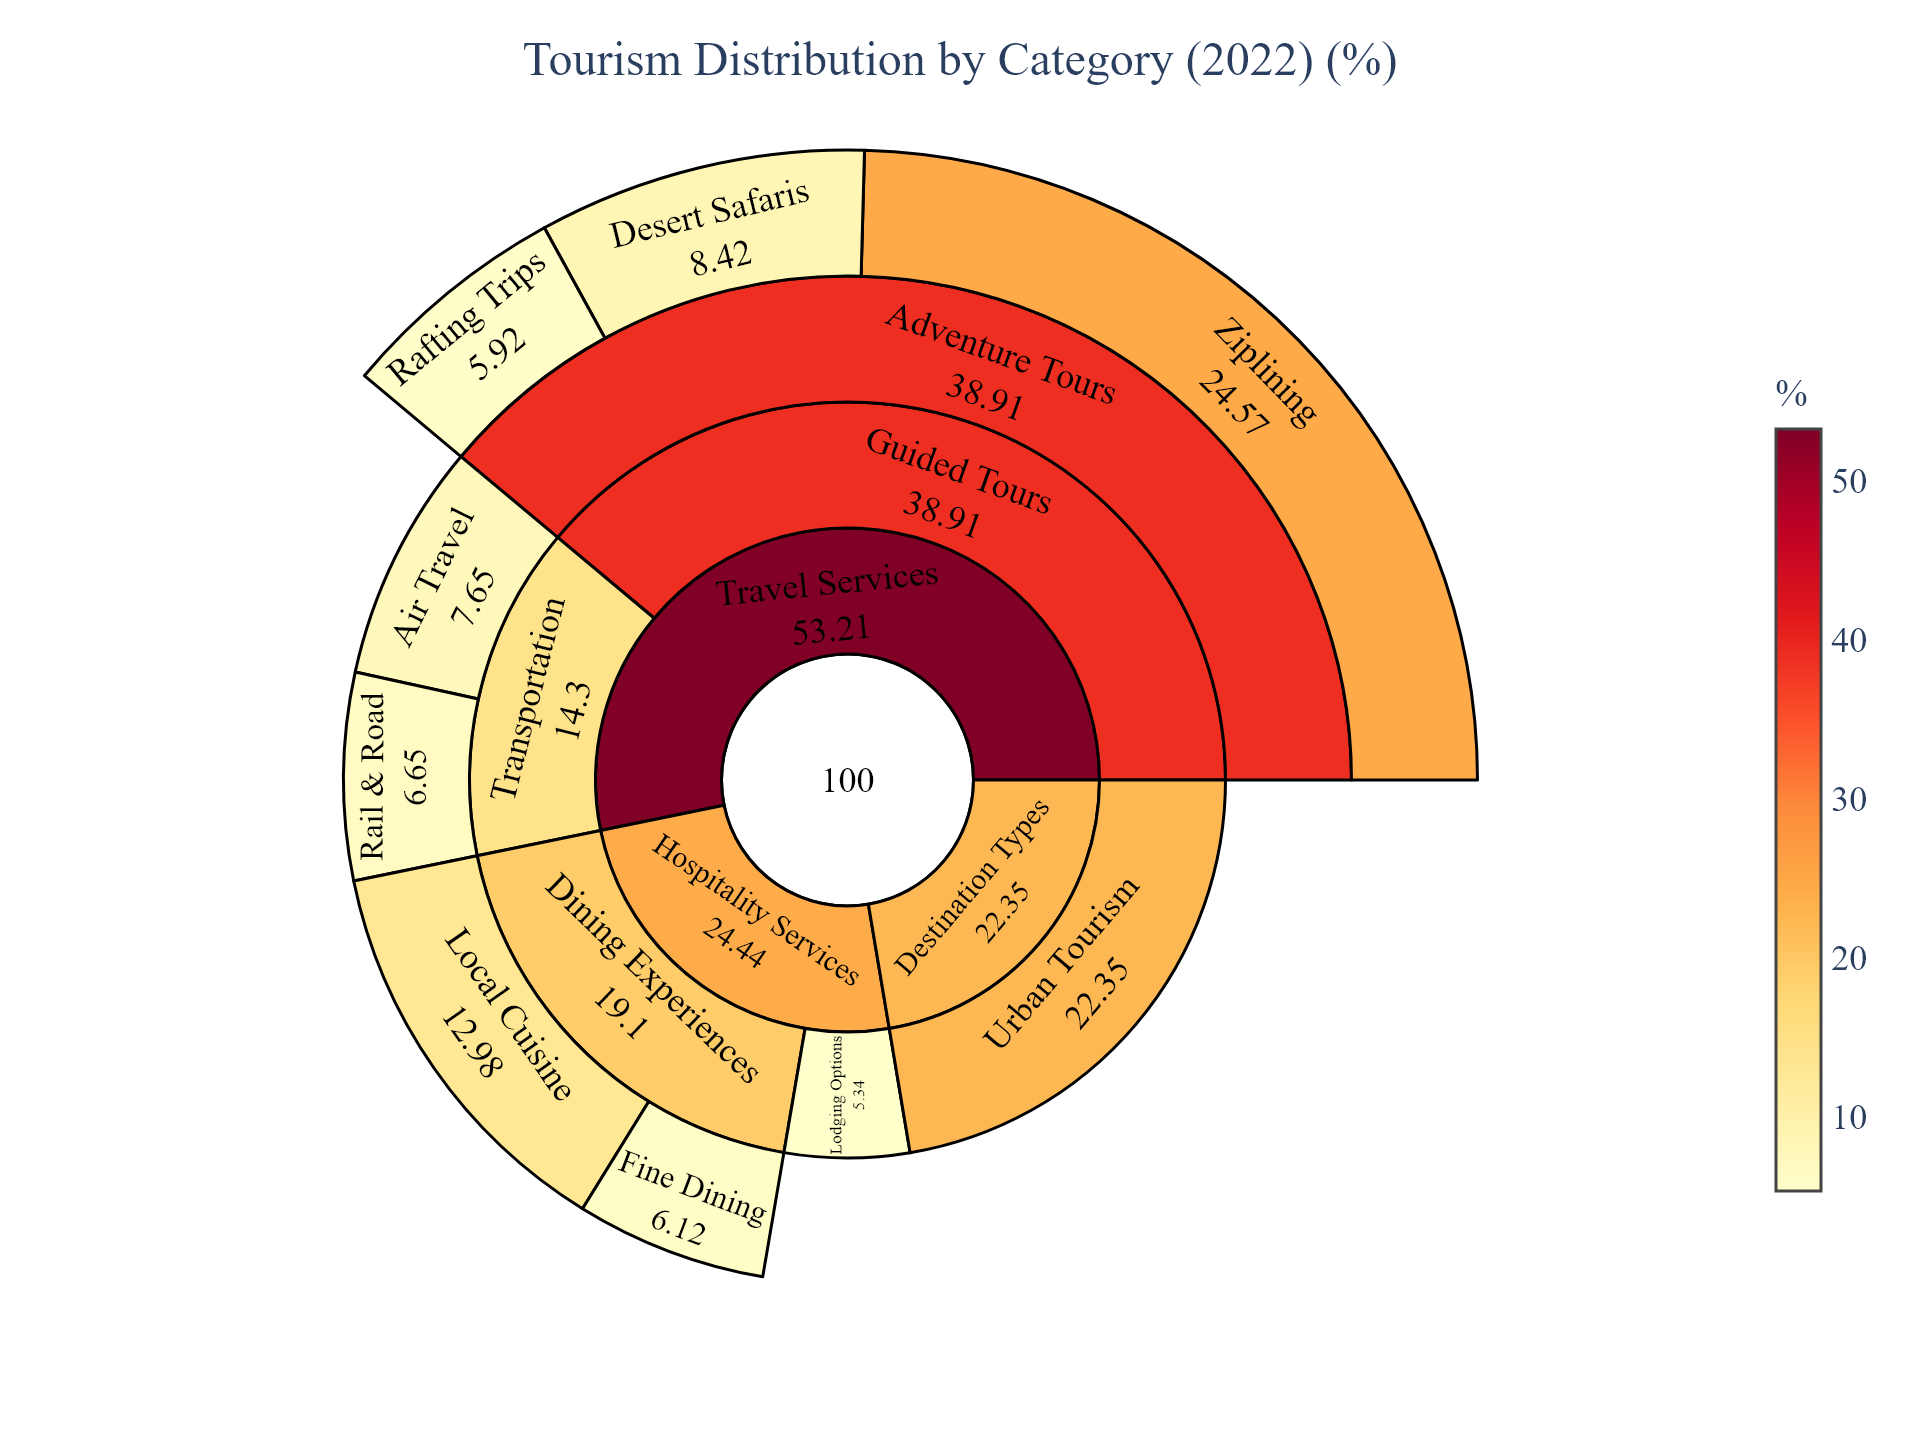 Tourism Distribution by Category (2022) (%)
Rafting Trips
5.92
Desert Safaris
8.42
Ziplining
24.57
Adventure Tours
38.91
Guided Tours
38.91
Travel Services
53.21
Air Travel
7.65
Transportation
14.3
Rail & Road
6.65
100
Hospitality Services
24.44
Destination Types
22.35
Dining Experiences
19.1
Urban Tourism
22.35
Local Cuisine
12.98
Lodging Options
5.34
Fine Dining
6.12
%
50
40
30
20
10